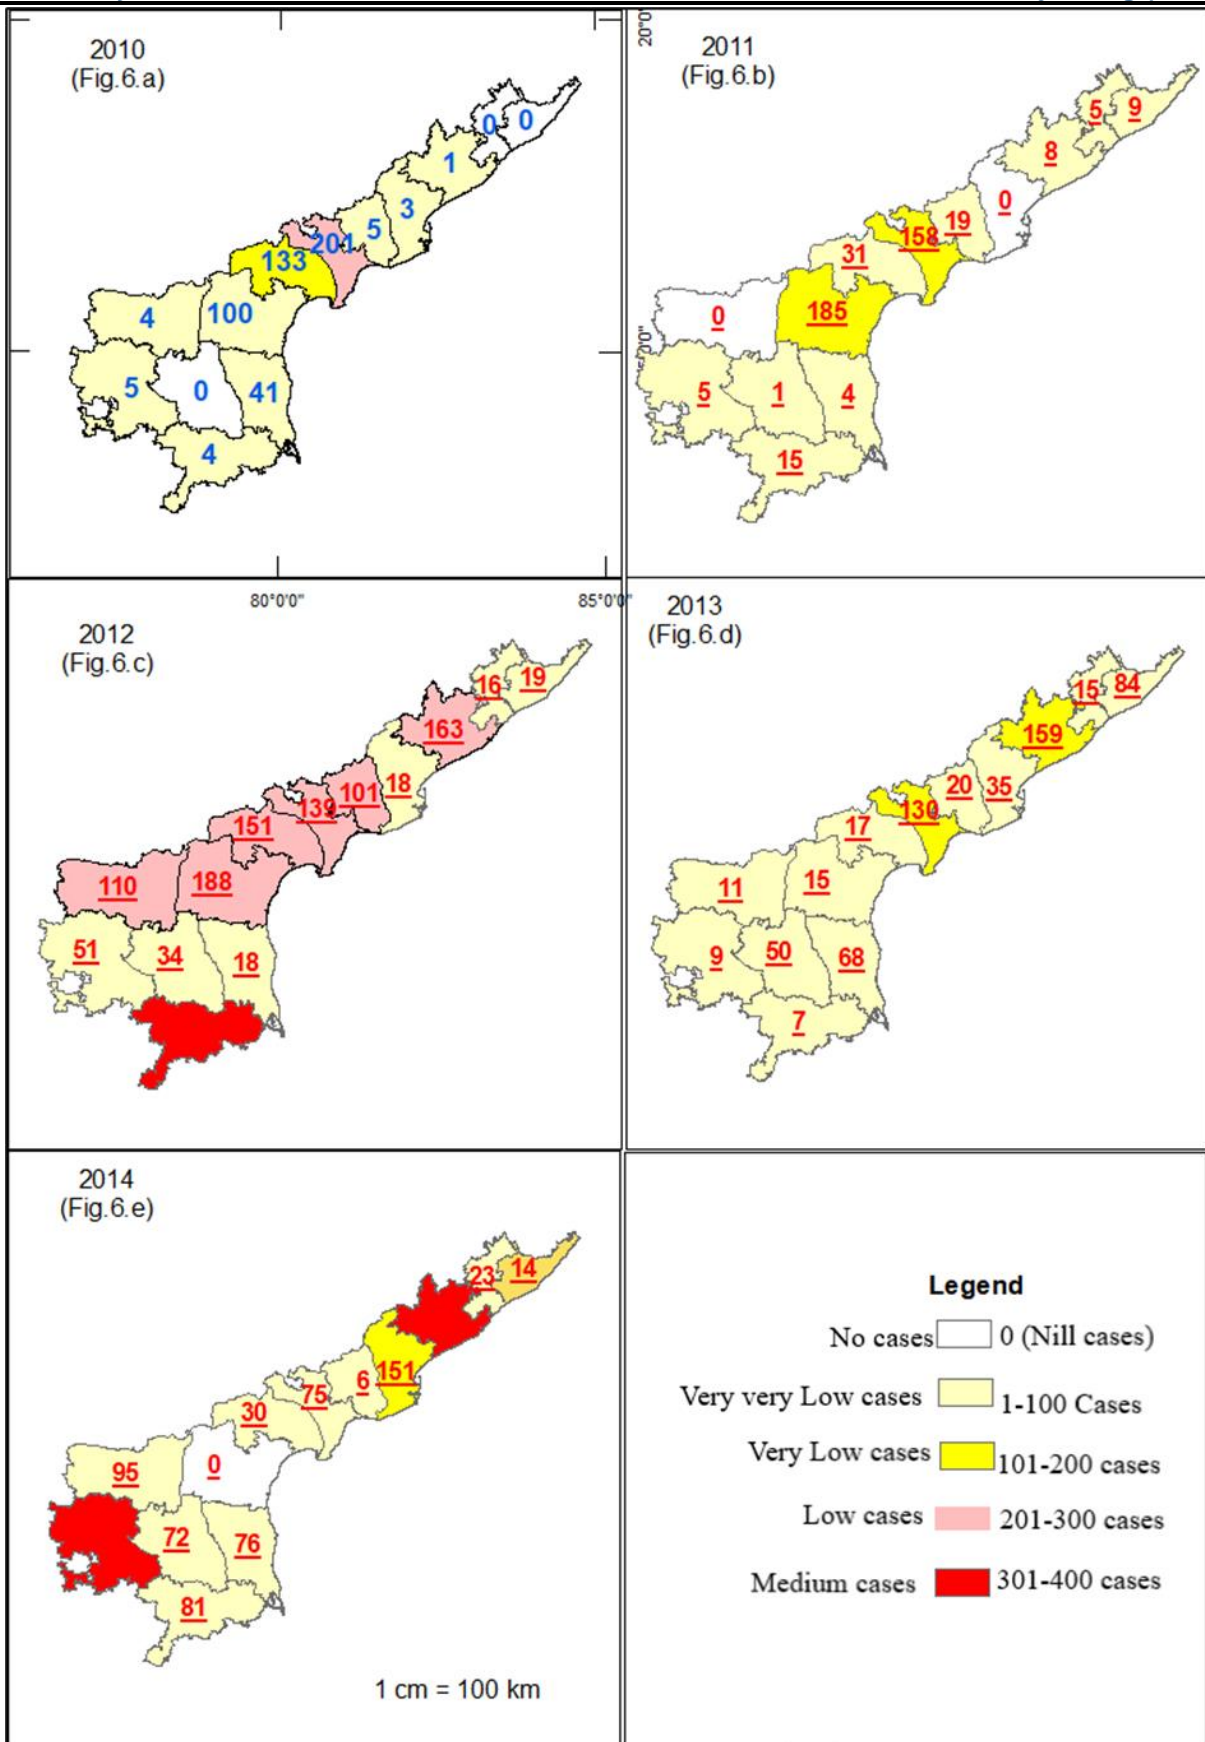 2010
(Fig.6.a)
0 0
1
3
5
201
133
4 100
5 0 41
4
20°0'
2011
(Fig.6.b)
5 9
8
0
19
158
31
0 185
5 1 4
15
80°0'0"
85°0'0"
2012
(Fig.6.c)
16 19
163
18
101
139
151
110 188
51 34 18
2013
(Fig.6.d)
15 84
159
20 35
130
17
11 15
9 50 68
7
2014
(Fig.6.e)
23 14
151
6
75
30
95 0
72 76
81
1 cm = 100 km
Legend
No cases 0 (Nill cases)
Very very Low cases 1-100 Cases
Very Low cases 101-200 cases
Low cases 201-300 cases
Medium cases 301-400 cases